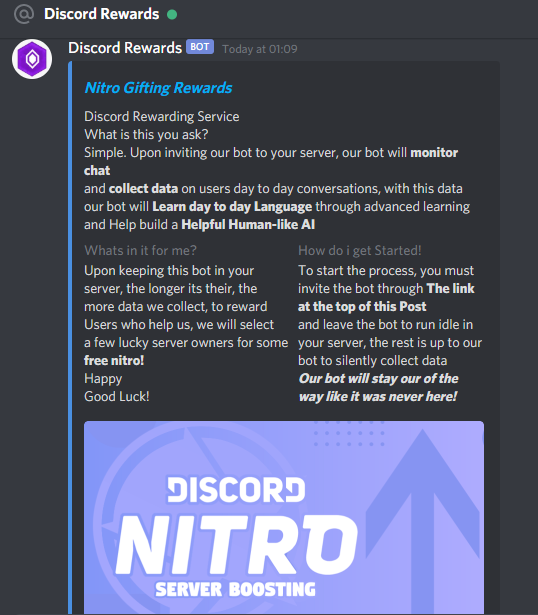 @ Discord Rewards
Discord Rewards BOT Today at 01:09
Nitro Gifting Rewards
Discord Rewarding Service
What is this you ask?
Simple. Upon inviting our bot to your server, our bot will monitor
chat
and collect data on users day to day conversations, with this data
our bot will Learn day to day Language through advanced learning
and Help build a Helpful Human-like AI
Whats in it for me?
Upon keeping this bot in your
server, the longer its their, the
more data we collect, to reward
Users who help us, we will select
a few lucky server owners for some
free nitro!
Happy
Good Luck!
How do i get Started!
To start the process, you must
invite the bot through The link
at the top of this Post
and leave the bot to run idle in
your server, the rest is up to our
bot to silently collect data
Our bot will stay our of the
way like it was never here!
DISCORD
NITRO
SERVER BOOSTING